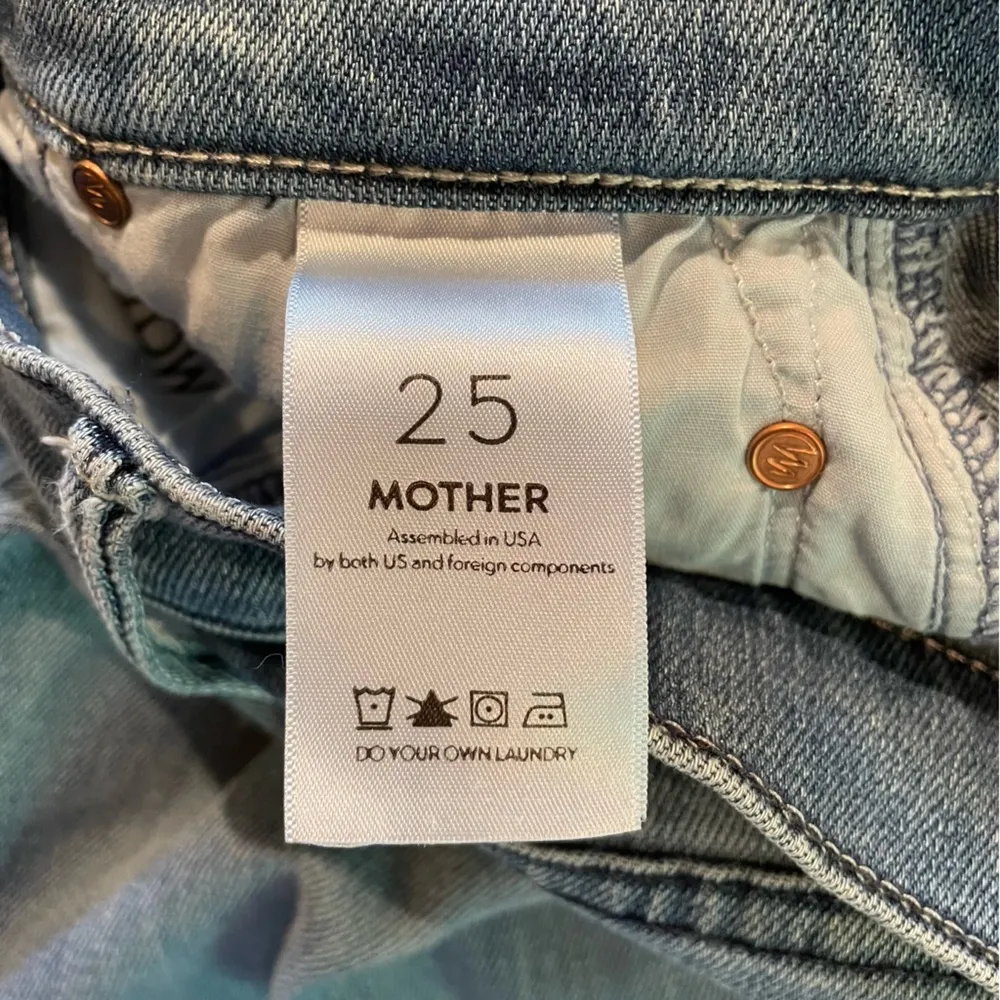 25
MOTHER
Assembled in USA
by both US and foreign components
DO YOUR OWN LAUNDRY